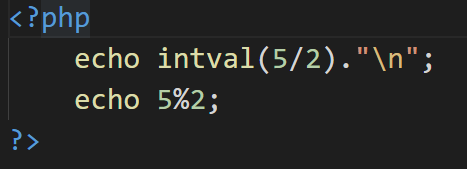 <?php
    echo intval(5/2)."\n";
    echo 5%2;
?>